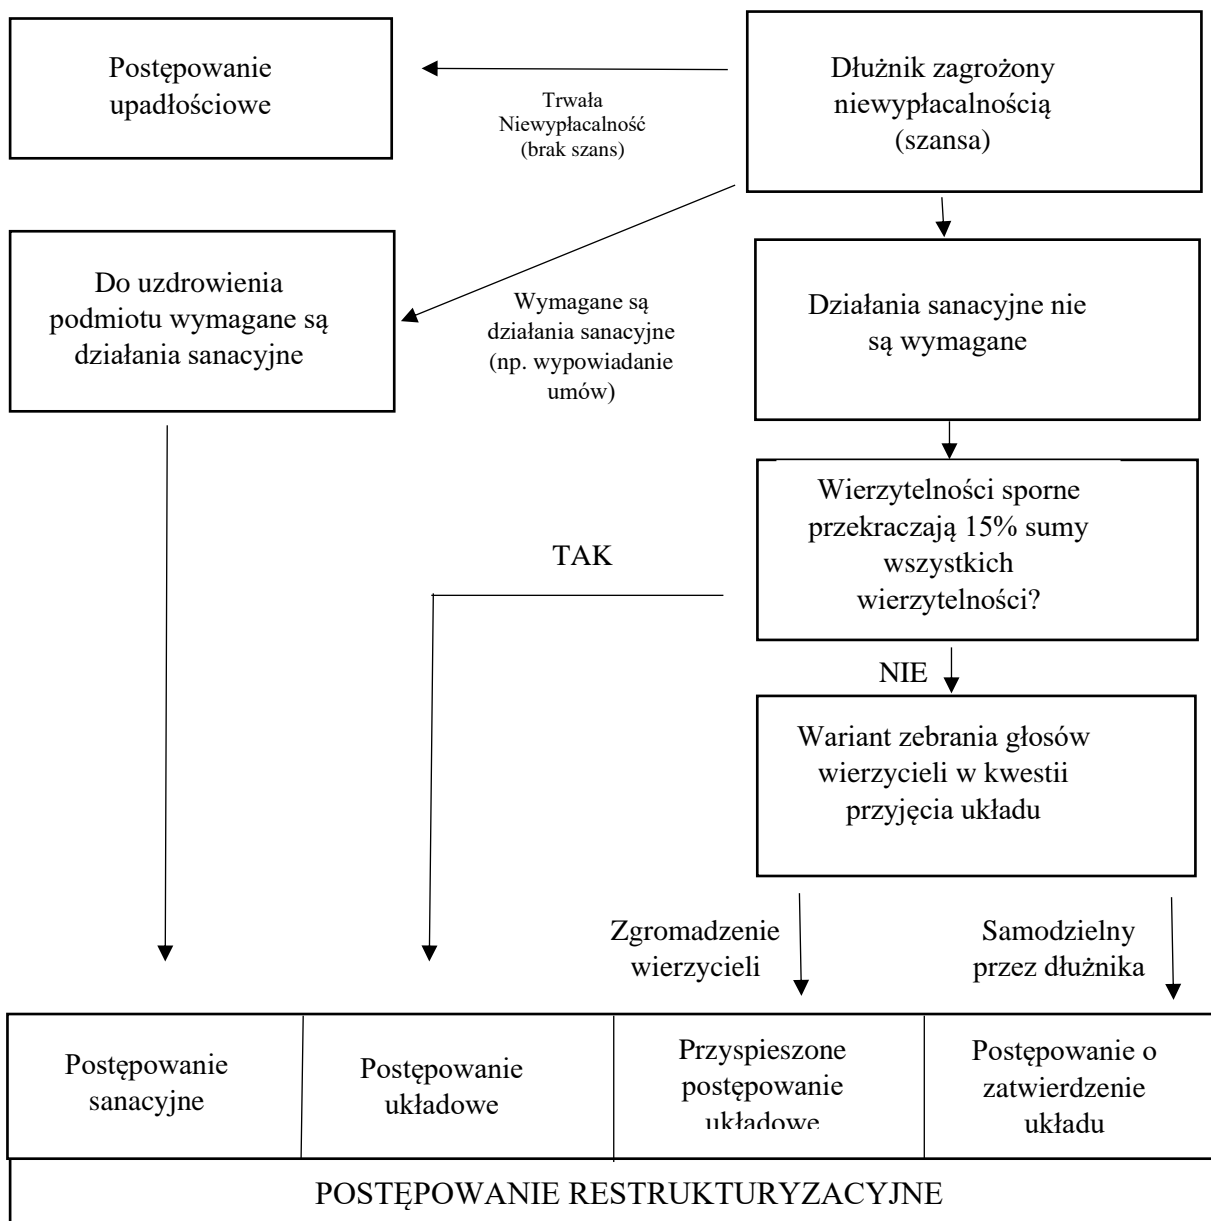 Postępowanie
upadłościowe
Trwała
Niewypłacalność
(brak szans)
Dłużnik zagrożony
niewypłacalnością
(szansa)
Do uzdrowienia
podmiotu wymagane są
działania sanacyjne
Wymagane są
działania sanacyjne
(np. wypowiadanie
umów)
Działania sanacyjne nie
są wymagane
Wierzytelności sporne
przekraczają 15% sumy
wszystkich
wierzytelności?
TAK
NIE
Wariant zebrania głosów
wierzycieli w kwestii
przyjęcia układu
Zgromadzenie
wierzycieli
Samodzielny
przez dłużnika
Postępowanie
sanacyjne
Postępowanie
układowe
Przyspieszone
postępowanie
układowe
Postępowanie o
zatwierdzenie
układu
POSTĘPOWANIE RESTRUKTURYZACYJNE